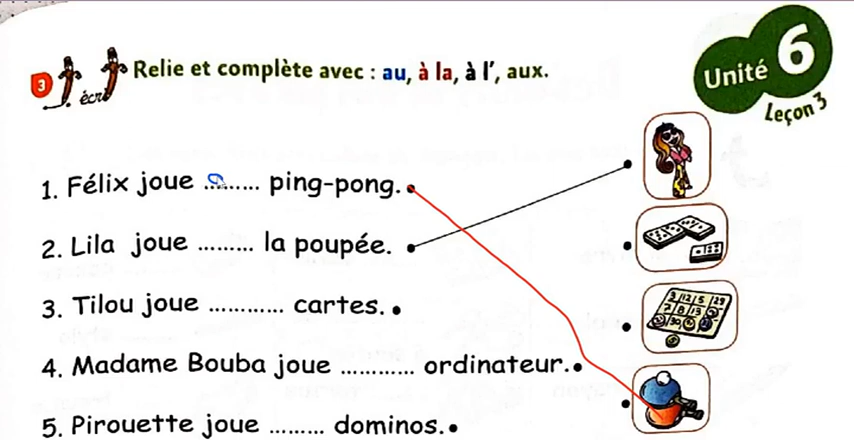 Unité 6
Leçon 3
3 écris Relie et complète avec : au, à la, à l', aux.
1. Félix joue ......... ping-pong.
2. Lila joue ......... la poupée.
3. Tilou joue ............ cartes.
4. Madame Bouba joue ............ ordinateur.
5. Pirouette joue ......... dominos.